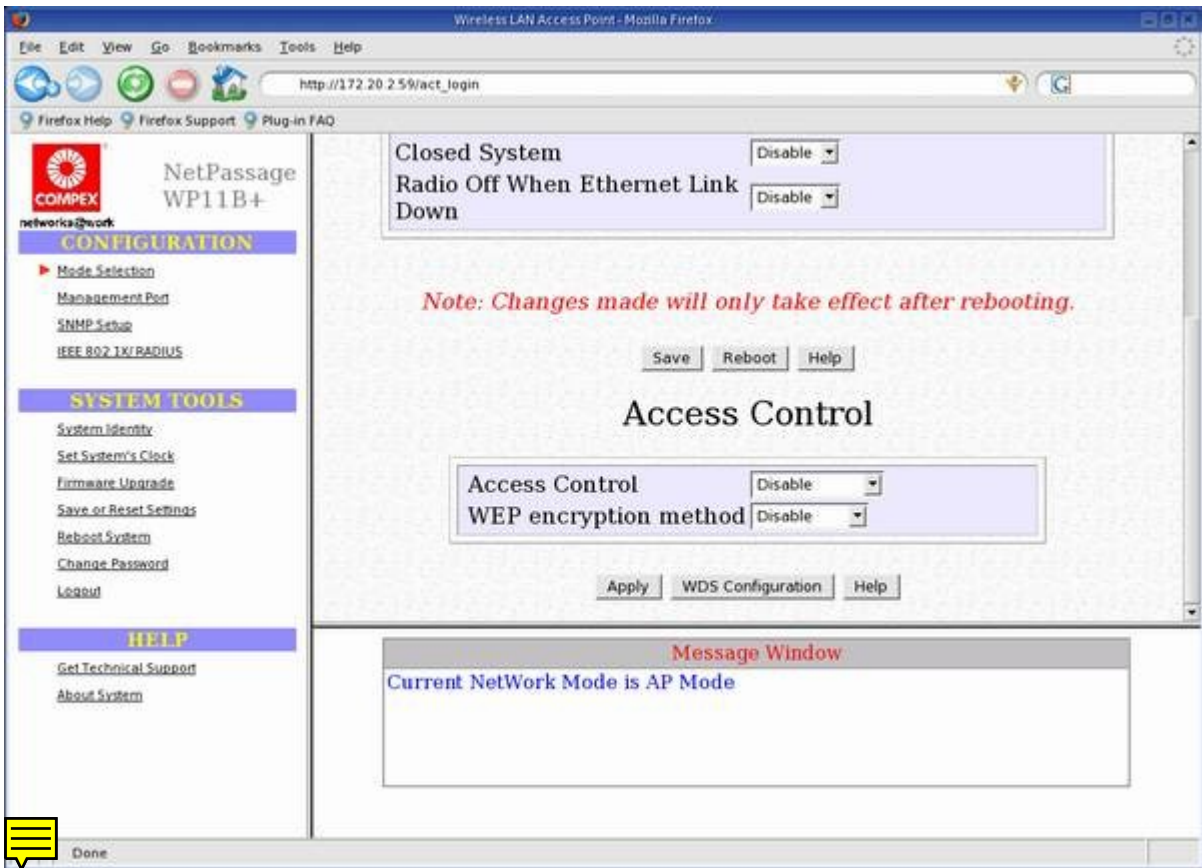 Wireless LAN Access Point - Mozilla Firefox
File Edit View Go Bookmarks Tools Help
http://172.20.2.59/act_login
G
Firefox Help Firefox Support Plug-in FAQ
COMPEX
networks@work
NetPassage
WP11B+
CONFIGURATION
Mode Selection
Management Port
SNMP Setup
IEEE 802.1X/ RADIUS
SYSTEM TOOLS
System Identity
Set System's Clock
Firmware Upgrade
Save or Reset Settings
Reboot System
Change Password
Logout
HELP
Get Technical Support
About System
Closed System Disable
Radio Off When Ethernet Link
Down Disable
Note: Changes made will only take effect after rebooting.
Save Reboot Help
Access Control
Access Control Disable
WEP encryption method Disable
Apply WDS Configuration Help
Message Window
Current NetWork Mode is AP Mode
Done